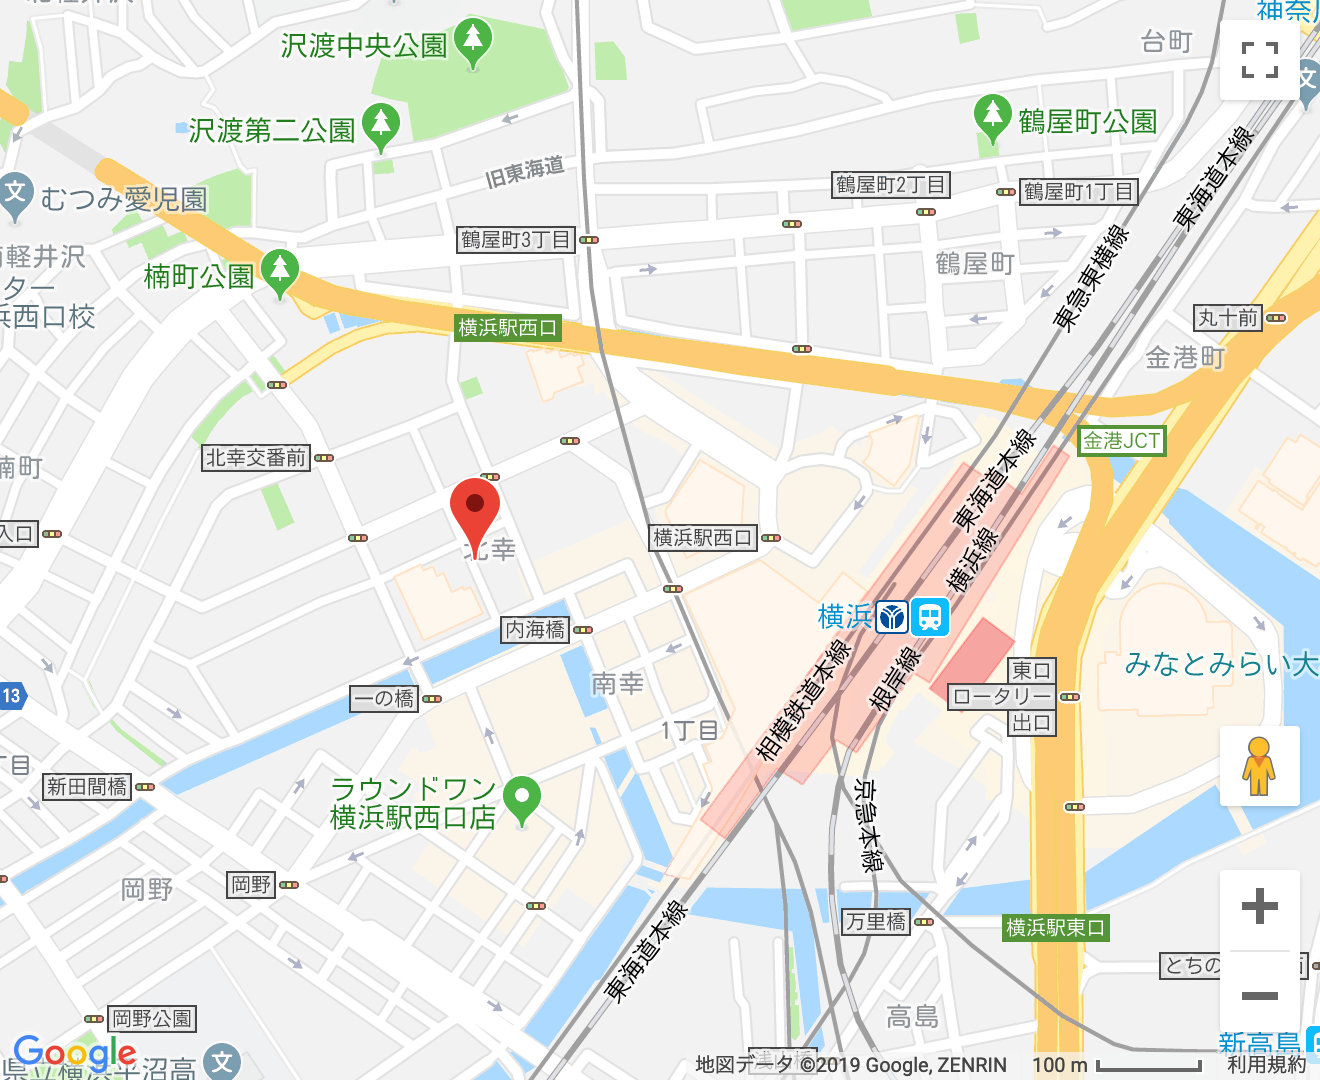 沢渡中央公園
台町
沢渡第二公園
鶴屋町公園
旧東海道
東海道本線
鶴屋町2丁目
鶴屋町1丁目
むつみ愛児園
鶴屋町3丁目
軽井沢
鶴屋町
東急東横線
楠町公園
ター
浜西口校
横浜駅西口
丸十前
金港町
金港JCT
北幸交番前
楠町
東海道本線
入口
横浜駅西口
北幸
横浜線
横浜
内海橋
みなとみらい大
東口
ロータリー
出口
根岸線
相模鉄道本線
南幸
一の橋
13
1丁目
丁目
新田間橋
ラウンドワン
横浜駅西口店
京急本線
岡野
岡野
万里橋
横浜駅東口
東海道本線
とちの
高島
岡野公園
新高島
Google
県立横浜平沼高
地図データ ©2019 Google, ZENRIN
100 m
利用規約